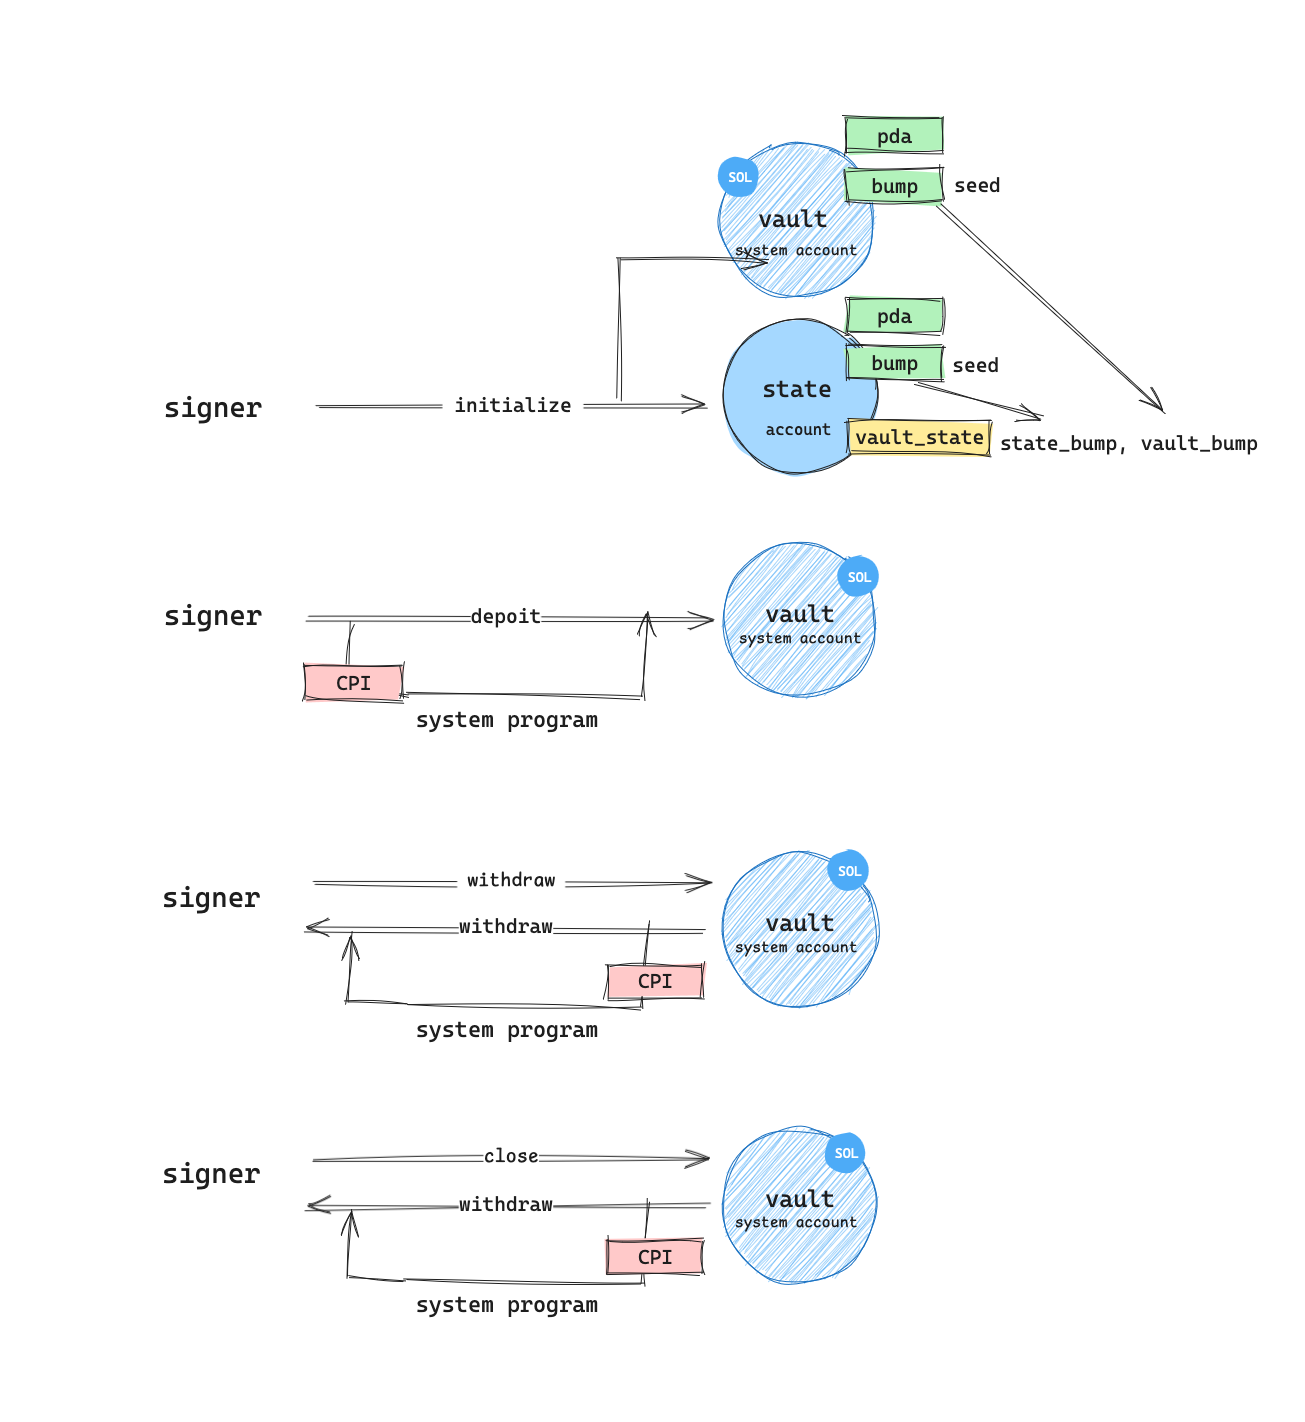 pda
SOL
bump seed
vault
system account
pda
bump seed
state
signer initialize
account
vault_state state_bump, vault_bump
SOL
signer depoit vault
system account
CPI
system program
SOL
withdraw
signer
withdraw vault
system account
CPI
system program
close SOL
signer
withdraw vault
system account
CPI
system program